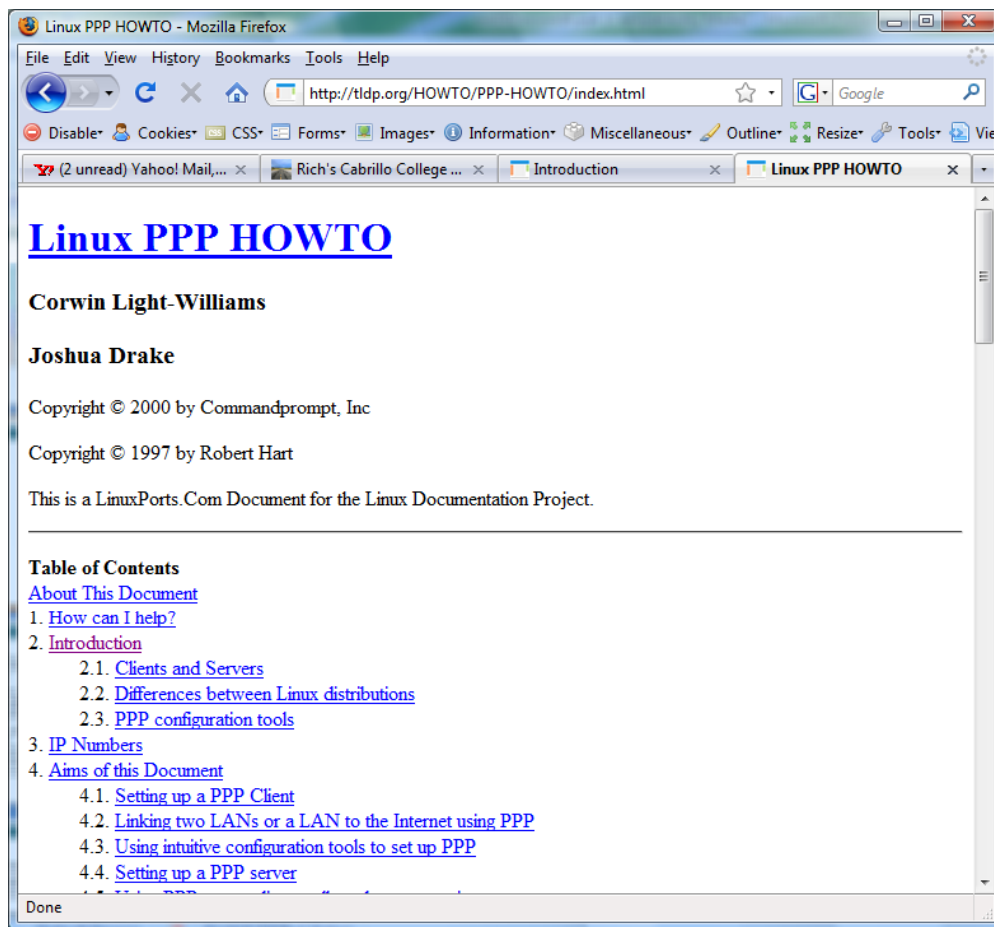 Linux PPP HOWTO - Mozilla Firefox
File Edit View History Bookmarks Tools Help
http://tldp.org/HOWTO/PPP-HOWTO/index.html
G Google
Disable Cookies CSS Forms Images Information Miscellaneous Outline Resize Tools Vie
(2 unread) Yahoo! Mail,... Rich's Cabrillo College ... Introduction Linux PPP HOWTO
Linux PPP HOWTO
Corwin Light-Williams
Joshua Drake
Copyright © 2000 by Commandprompt, Inc
Copyright © 1997 by Robert Hart
This is a LinuxPorts.Com Document for the Linux Documentation Project.
Table of Contents
About This Document
1. How can I help?
2. Introduction
2.1. Clients and Servers
2.2. Differences between Linux distributions
2.3. PPP configuration tools
3. IP Numbers
4. Aims of this Document
4.1. Setting up a PPP Client
4.2. Linking two LANs or a LAN to the Internet using PPP
4.3. Using intuitive configuration tools to set up PPP
4.4. Setting up a PPP server
Done